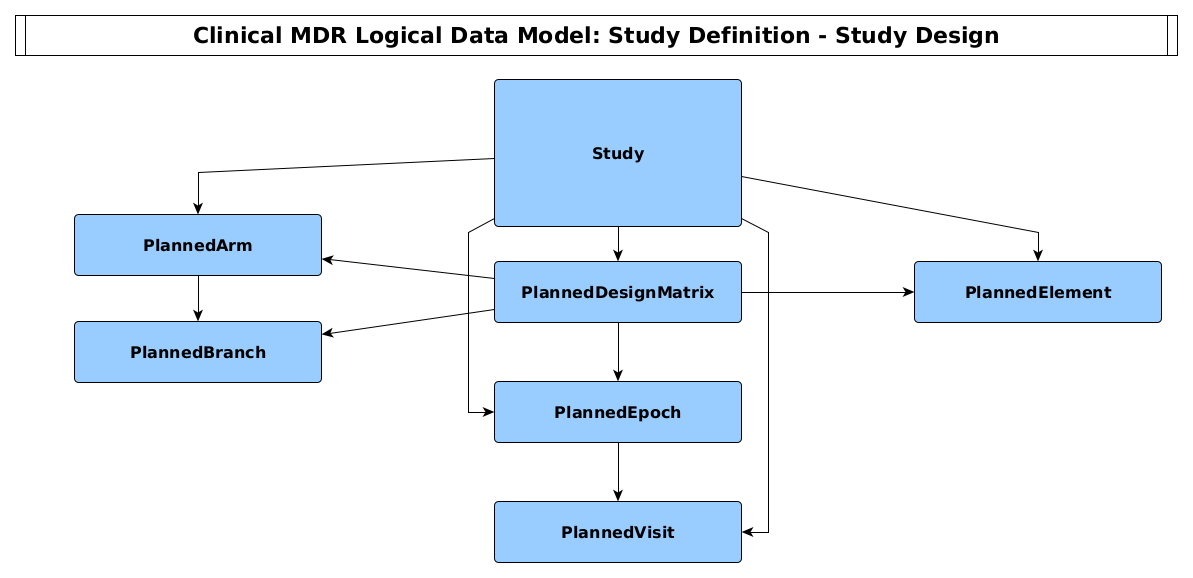 Clinical MDR Logical Data Model: Study Definition - Study Design
Study
PlannedArm
PlannedDesignMatrix
PlannedElement
PlannedBranch
PlannedEpoch
PlannedVisit